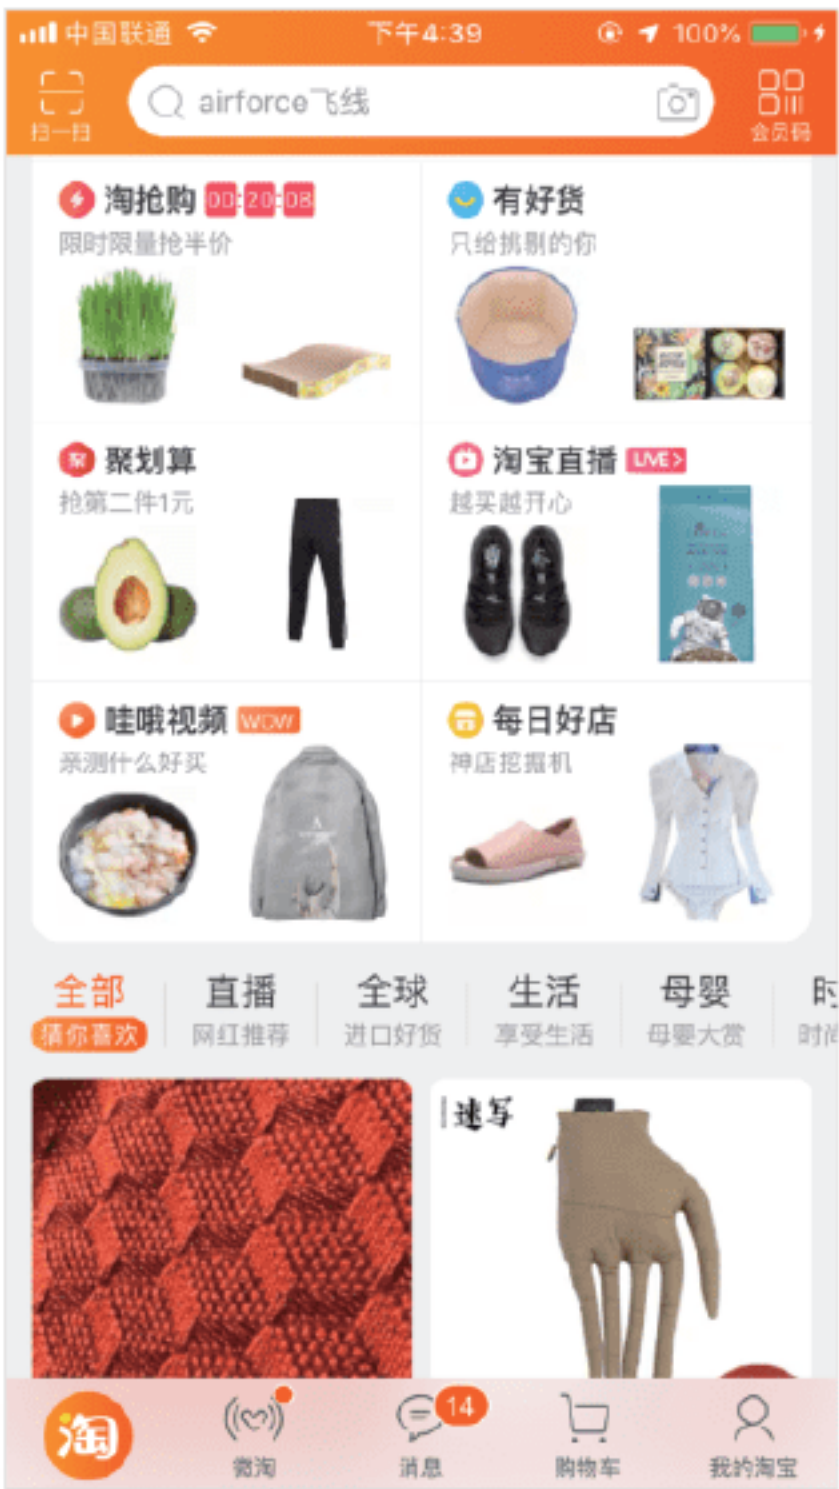 中国联通 下午4:39 100%
airforce飞线
扫一扫 会员码
淘抢购 00:20:08
限时限量抢半价
有好货
只给挑剔的你
聚 聚划算
抢第二件1元
淘宝直播 LIVE>
越买越开心
哇哦视频 WOW
亲测什么好买
每日好店
神店挖掘机
全部 直播 全球 生活 母婴 时
猜你喜欢 网红推荐 进口好货 享受生活 母婴大赏 时尚
速写
淘 14
微淘 消息 购物车 我的淘宝